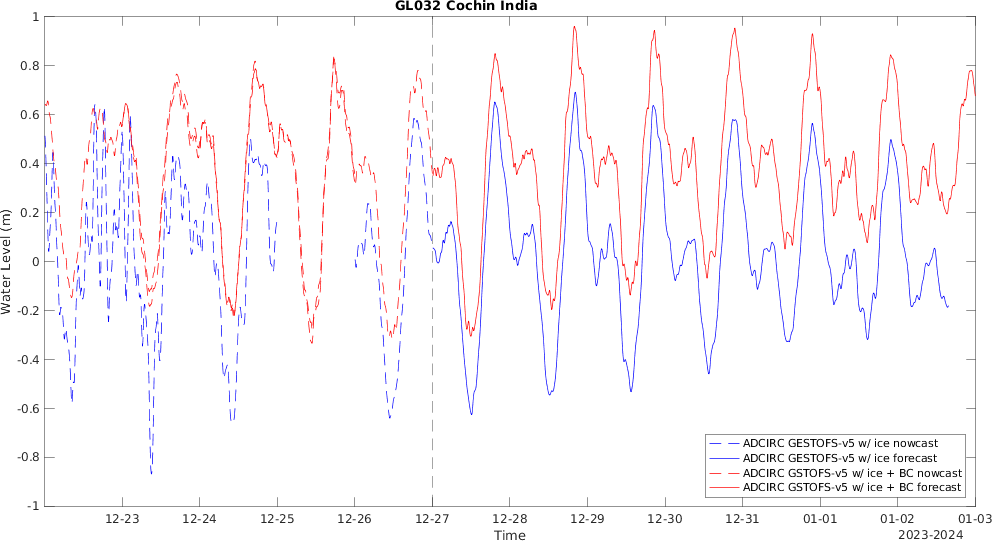 GL032 Cochin India
1
0.8
0.6
0.4
0.2
0
-0.2
-0.4
-0.6
-0.8
-1
Water Level (m)
ADCIRC GESTOFS-v5 w/ ice nowcast
ADCIRC GESTOFS-v5 w/ ice forecast
ADCIRC GSTOFS-v5 w/ ice + BC nowcast
ADCIRC GSTOFS-v5 w/ ice + BC forecast
12-23 12-24 12-25 12-26 12-27 12-28 12-29 12-30 12-31 01-01 01-02 01-03
Time
2023-2024